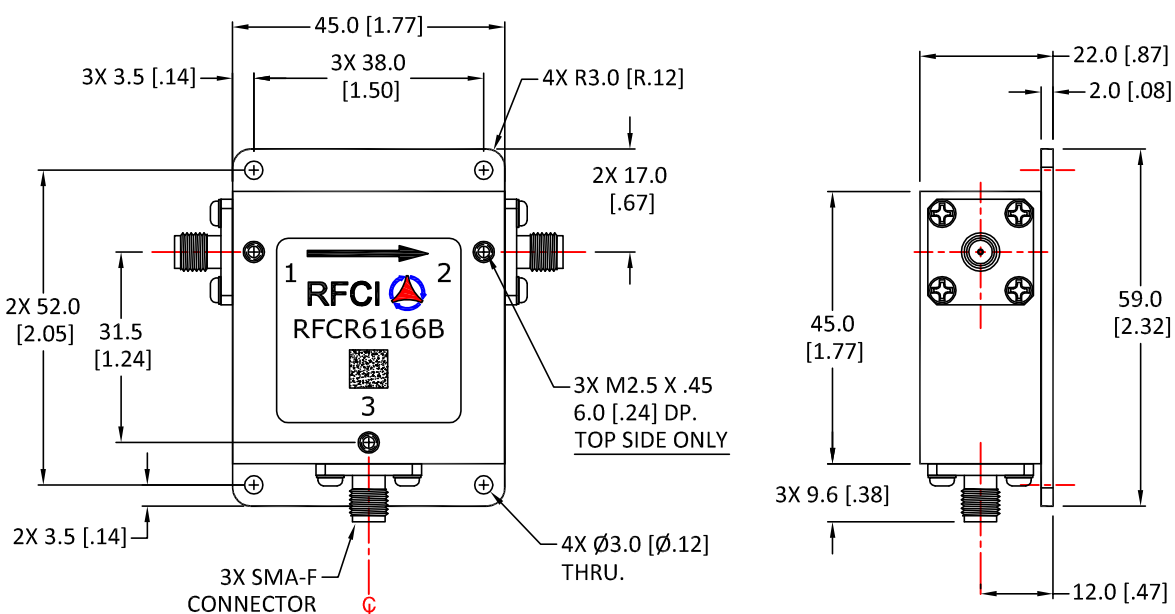 45.0 [1.77]
3X 38.0
[1.50]
3X 3.5 [.14]
4X R3.0 [R.12]
2X 17.0
[.67]
2X 52.0
[2.05]
31.5
[1.24]
1
2
RFCI
RFCR6166B
3
3X M2.5 X .45
6.0 [.24] DP.
TOP SIDE ONLY
2X 3.5 [.14]
3X SMA-F
CONNECTOR
4X Ø3.0 [Ø.12]
THRU.
℄
22.0 [.87]
2.0 [.08]
45.0
[1.77]
59.0
[2.32]
3X 9.6 [.38]
12.0 [.47]